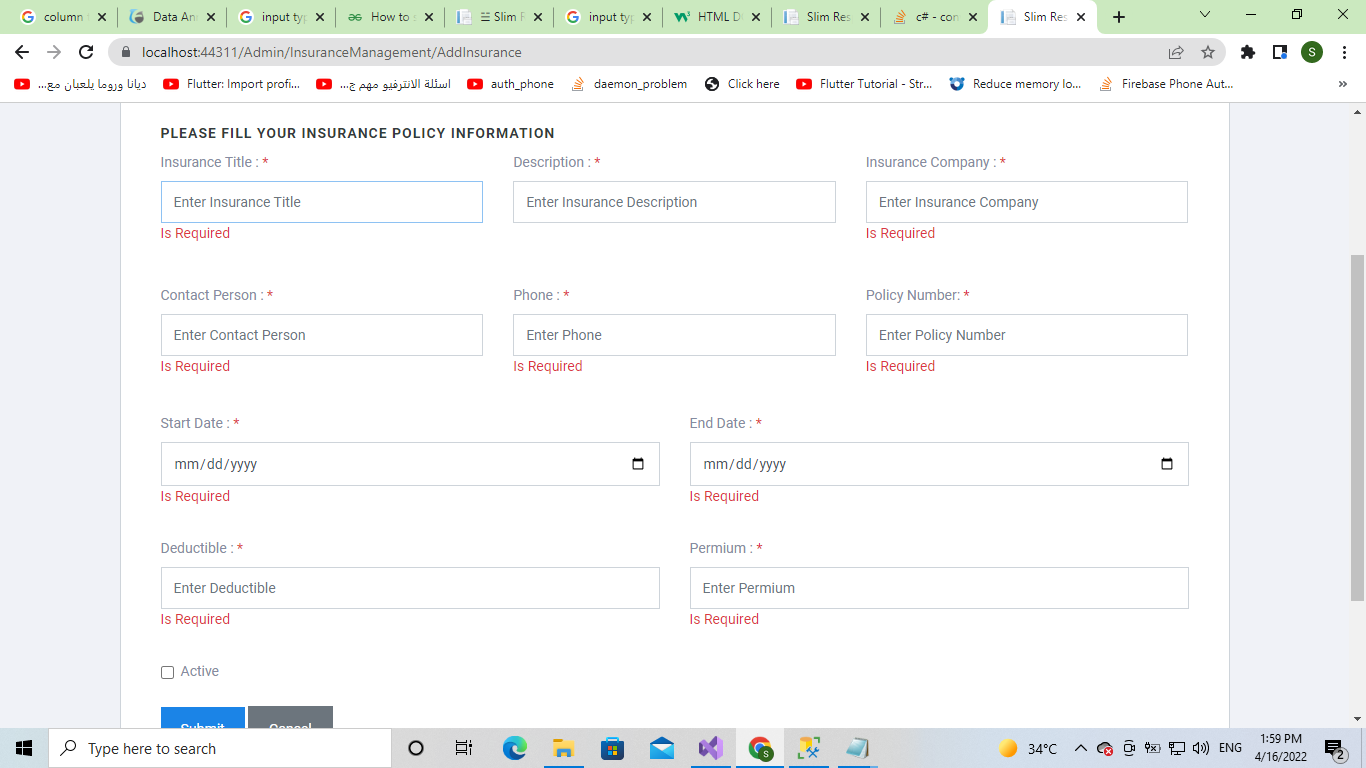 column
Data An
input typ
How to s
Slim R
input typ
HTML D
Slim Res
c# - con
Slim Res
localhost:44311/Admin/InsuranceManagement/AddInsurance
S
ديانا وروما يلعبان مع...
Flutter: Import profi...
اسئلة الانترفيو مهم ج...
auth_phone
daemon_problem
Click here
Flutter Tutorial - Str...
Reduce memory lo...
Firebase Phone Aut...
»
PLEASE FILL YOUR INSURANCE POLICY INFORMATION
Insurance Title : * Description : * Insurance Company : *
Enter Insurance Title Enter Insurance Description Enter Insurance Company
Is Required Is Required
Contact Person : * Phone : * Policy Number: *
Enter Contact Person Enter Phone Enter Policy Number
Is Required Is Required Is Required
Start Date : * End Date : *
mm/dd/yyyy mm/dd/yyyy
Is Required Is Required
Deductible : * Permium : *
Enter Deductible Enter Permium
Is Required Is Required
Active
Submit Cancel
Type here to search
34°C
ENG
1:59 PM
4/16/2022
2